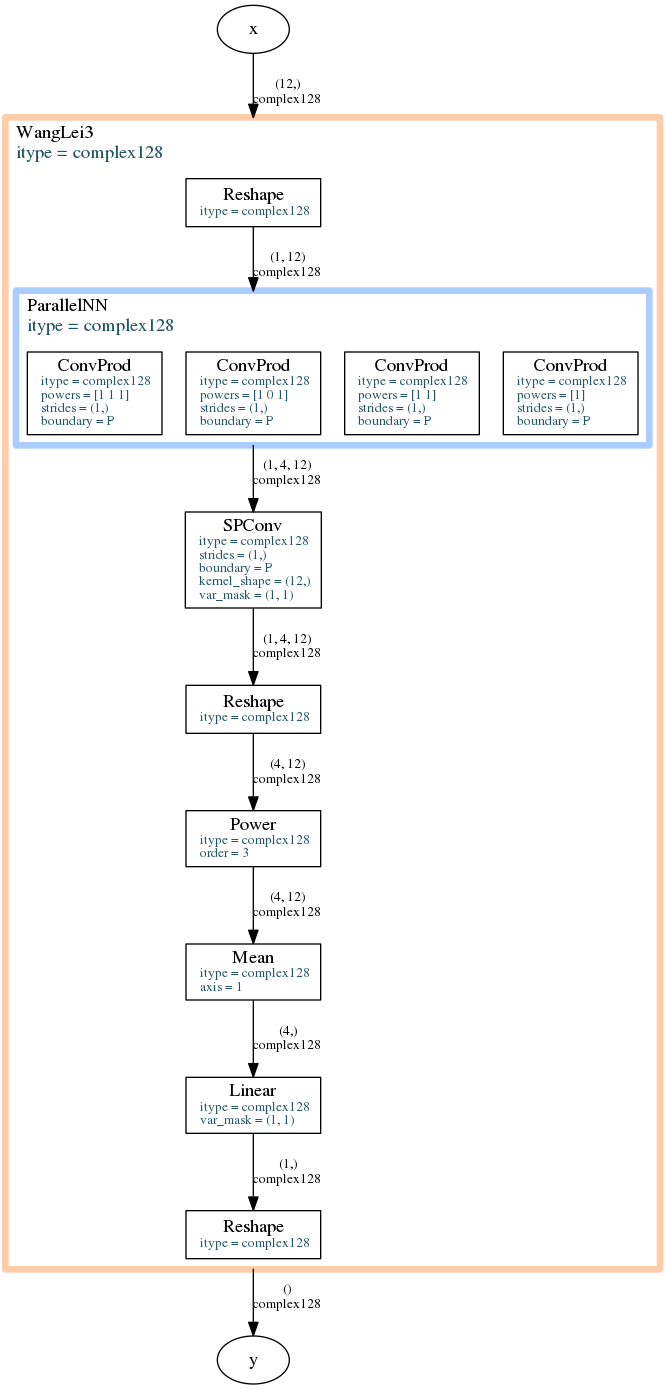 x
(12,)
complex128
WangLei3
itype = complex128
Reshape
itype = complex128
(1, 12)
complex128
ParallelNN
itype = complex128
ConvProd
itype = complex128
powers = [1 1 1]
strides = (1,)
boundary = P
ConvProd
itype = complex128
powers = [1 0 1]
strides = (1,)
boundary = P
ConvProd
itype = complex128
powers = [1 1]
strides = (1,)
boundary = P
ConvProd
itype = complex128
powers = [1]
strides = (1,)
boundary = P
(1, 4, 12)
complex128
SPConv
itype = complex128
strides = (1,)
boundary = P
kernel_shape = (12,)
var_mask = (1, 1)
(1, 4, 12)
complex128
Reshape
itype = complex128
(4, 12)
complex128
Power
itype = complex128
order = 3
(4, 12)
complex128
Mean
itype = complex128
axis = 1
(4,)
complex128
Linear
itype = complex128
var_mask = (1, 1)
(1,)
complex128
Reshape
itype = complex128
()
complex128
y